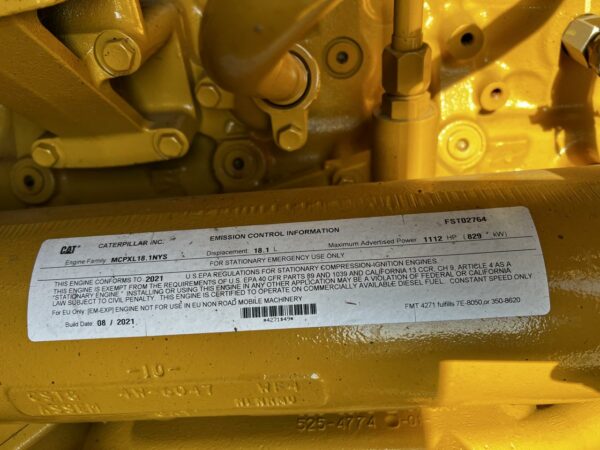 FST02764
CAT CATERPILLAR INC. EMISSION CONTROL INFORMATION
Engine Family MCPXL18.1NYS Displacement 18.1 L Maximum Advertised Power 1112 HP ( 829 kW)
FOR STATIONARY EMERGENCY USE ONLY
THIS ENGINE CONFORMS TO 2021 U.S EPA REGULATIONS FOR STATIONARY COMPRESSION-IGNITION ENGINES.
THIS ENGINE IS EXEMPT FROM THE REQUIREMENTS OF U.S. EPA 40 CFR PARTS 89 AND 1039 AND CALIFORNIA 13 CCR, CH 9, ARTICLE 4 AS A
"STATIONARY ENGINE". INSTALLING OR USING THIS ENGINE IN ANY OTHER APPLICATION MAY BE A VIOLATION OF FEDERAL OR CALIFORNIA
LAW SUBJECT TO CIVIL PENALTY. THIS ENGINE IS CERTIFIED TO OPERATE ON COMMERCIALLY AVAILABLE DIESEL FUEL. CONSTANT SPEED ONLY
For EU Only: [EM-EXP] ENGINE NOT FOR USE IN EU NON ROAD MOBILE MACHINERY
FMT 4271 fulfills 7E-8050,or 350-8620
Build Date: 08 / 2021
-10-
525-4774